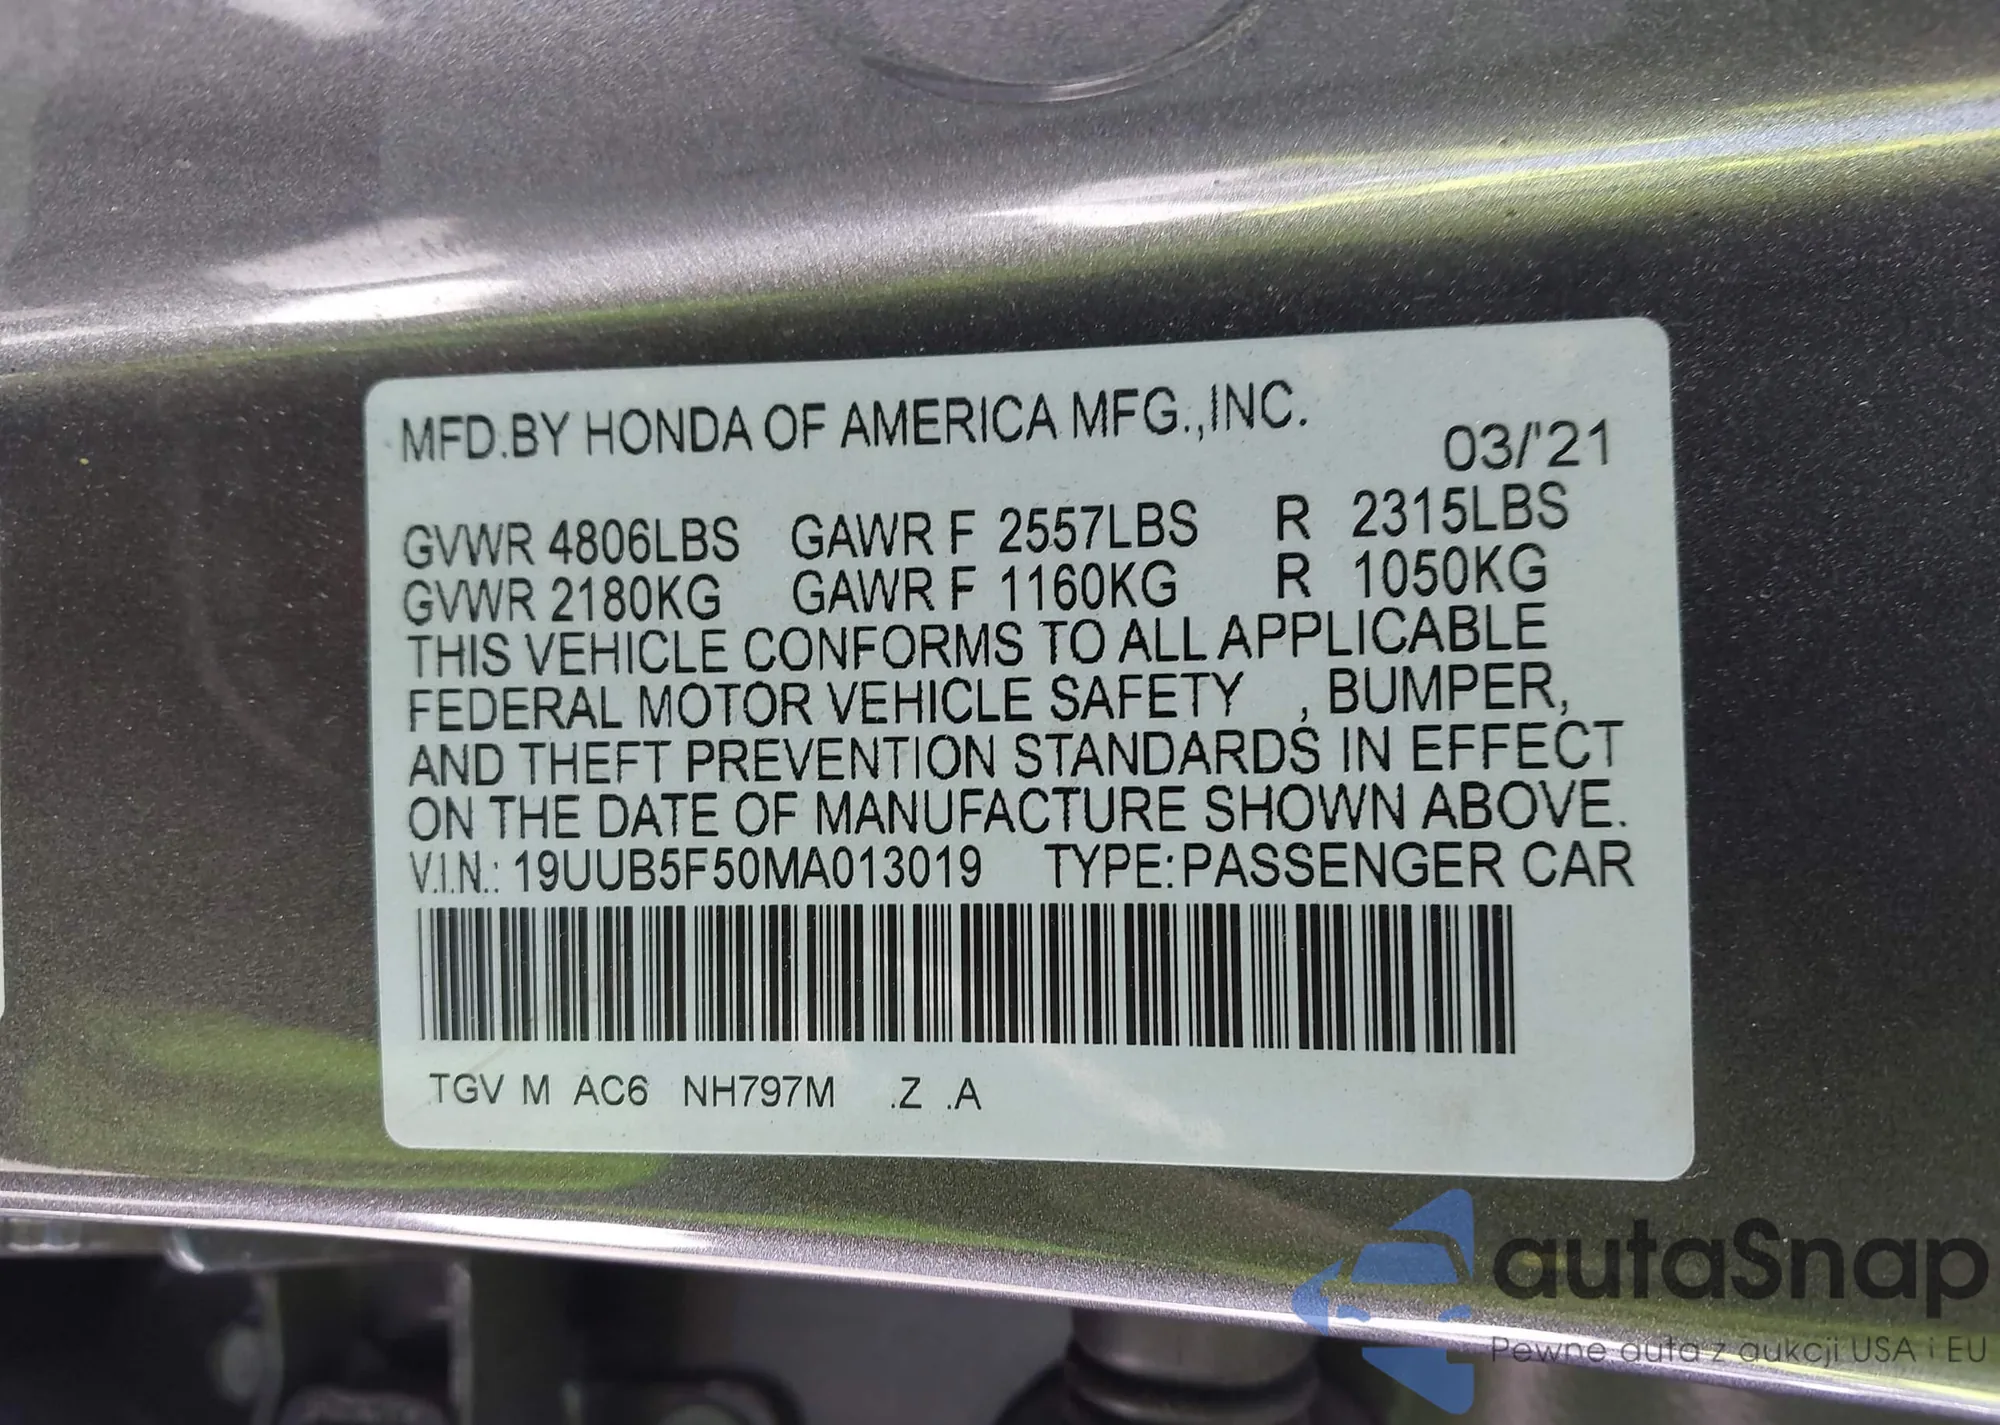 MFD.BY HONDA OF AMERICA MFG.,INC.
03/'21
GVWR 4806LBS GAWR F 2557LBS R 2315LBS
GVWR 2180KG GAWR F 1160KG R 1050KG
THIS VEHICLE CONFORMS TO ALL APPLICABLE
FEDERAL MOTOR VEHICLE SAFETY , BUMPER,
AND THEFT PREVENTION STANDARDS IN EFFECT
ON THE DATE OF MANUFACTURE SHOWN ABOVE.
V.I.N.: 19UUB5F50MA013019 TYPE:PASSENGER CAR
TGV M AC6 NH797M .Z .A
autaSnap
Pewne auta z aukcji USA i EU